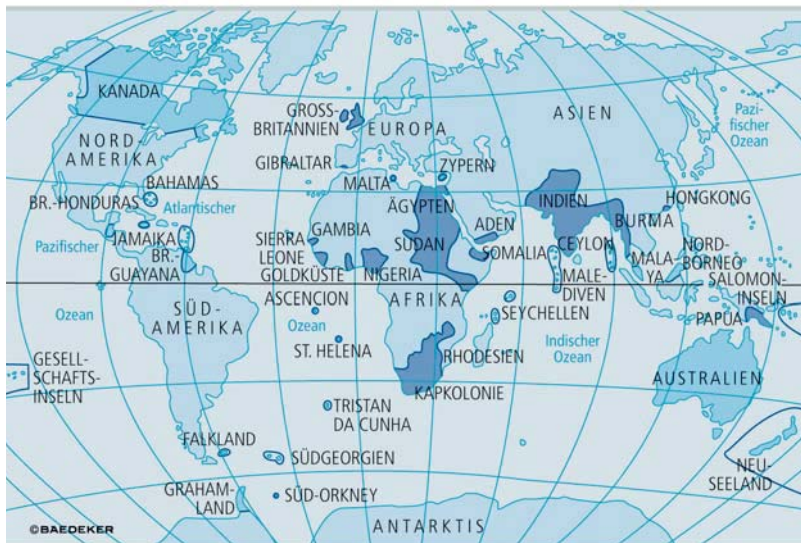 KANADA
NORD-
AMERIKA
GROSS-
BRITANNIEN
EUROPA
ASIEN
Pazi-
fischer
Ozean
GIBRALTAR
MALTA
ZYPERN
BAHAMAS
BR.-HONDURAS
Atlantischer
ÄGYPTEN
INDIEN
HONGKONG
JAMAIKA
Pazifischer
BR.-
GUAYANA
SIERRA
LEONE
GAMBIA
SUDAN
ADEN
BURMA
GOLDKÜSTE
NIGERIA
SOMALIA
CEYLON
MALA-
YA
NORD-
BORNEO
MALE-
DIVEN
SALOMON-
INSELN
Ozean
SÜD-
AMERIKA
ASCENCION
Ozean
AFRIKA
SEYCHELLEN
PAPUA
ST. HELENA
RHODESIEN
Indischer
Ozean
GESELL-
SCHAFTS-
INSELN
KAPKOLONIE
AUSTRALIEN
TRISTAN
DA CUNHA
FALKLAND
SÜDGEORGIEN
NEU-
SEELAND
GRAHAM-
LAND
SÜD-ORKNEY
ANTARKTIS
©BAEDEKER